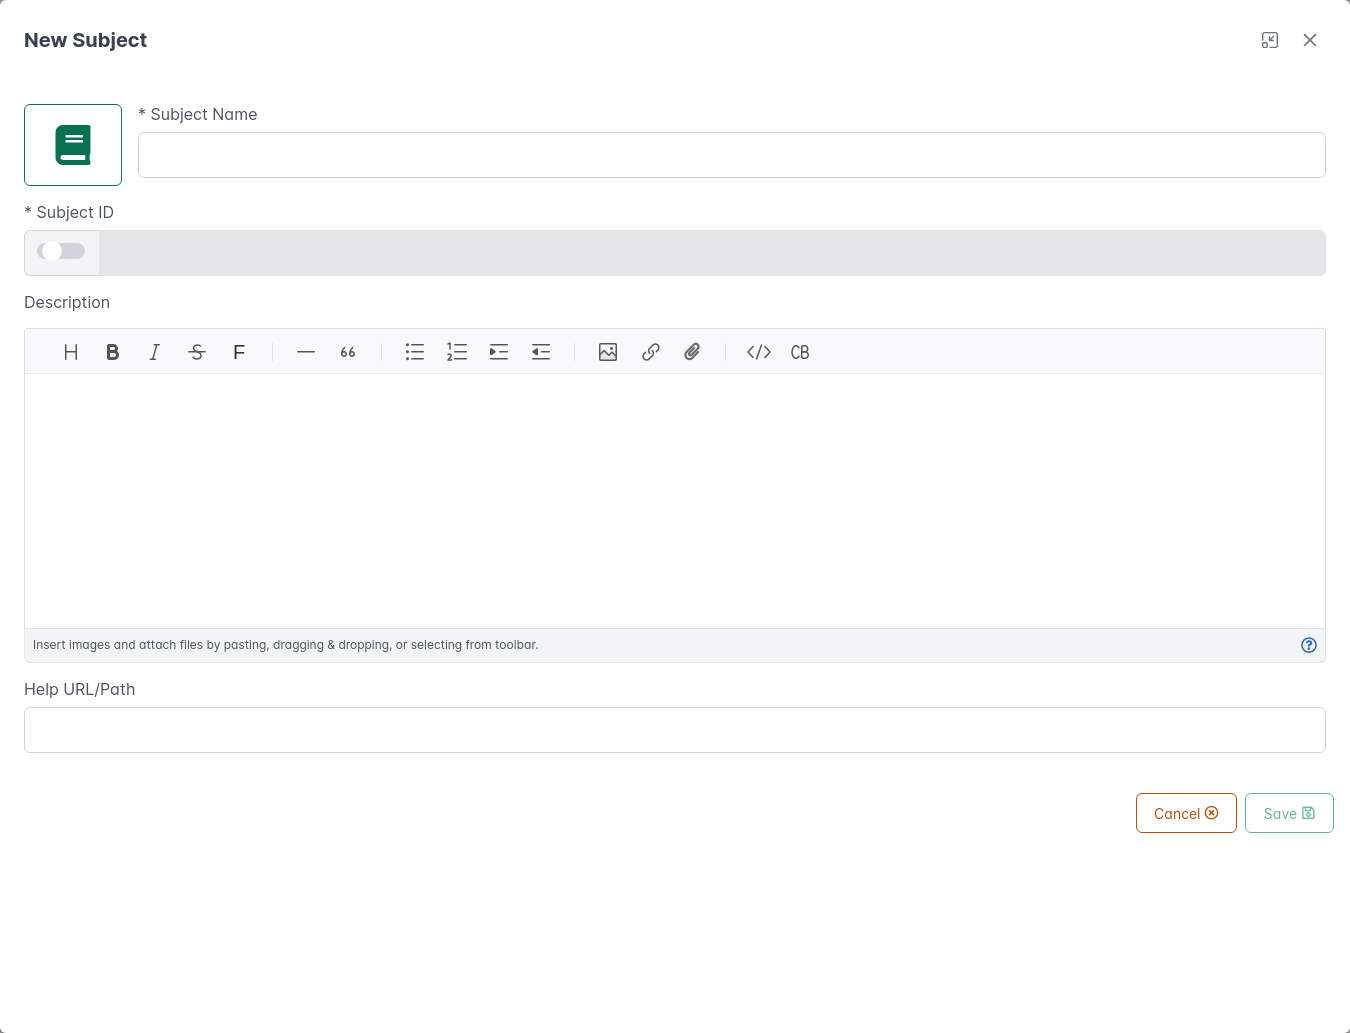 New Subject
* Subject Name
* Subject ID
Description
H B I S F 66 CB
Insert images and attach files by pasting, dragging & dropping, or selecting from toolbar.
Help URL/Path
Cancel Save